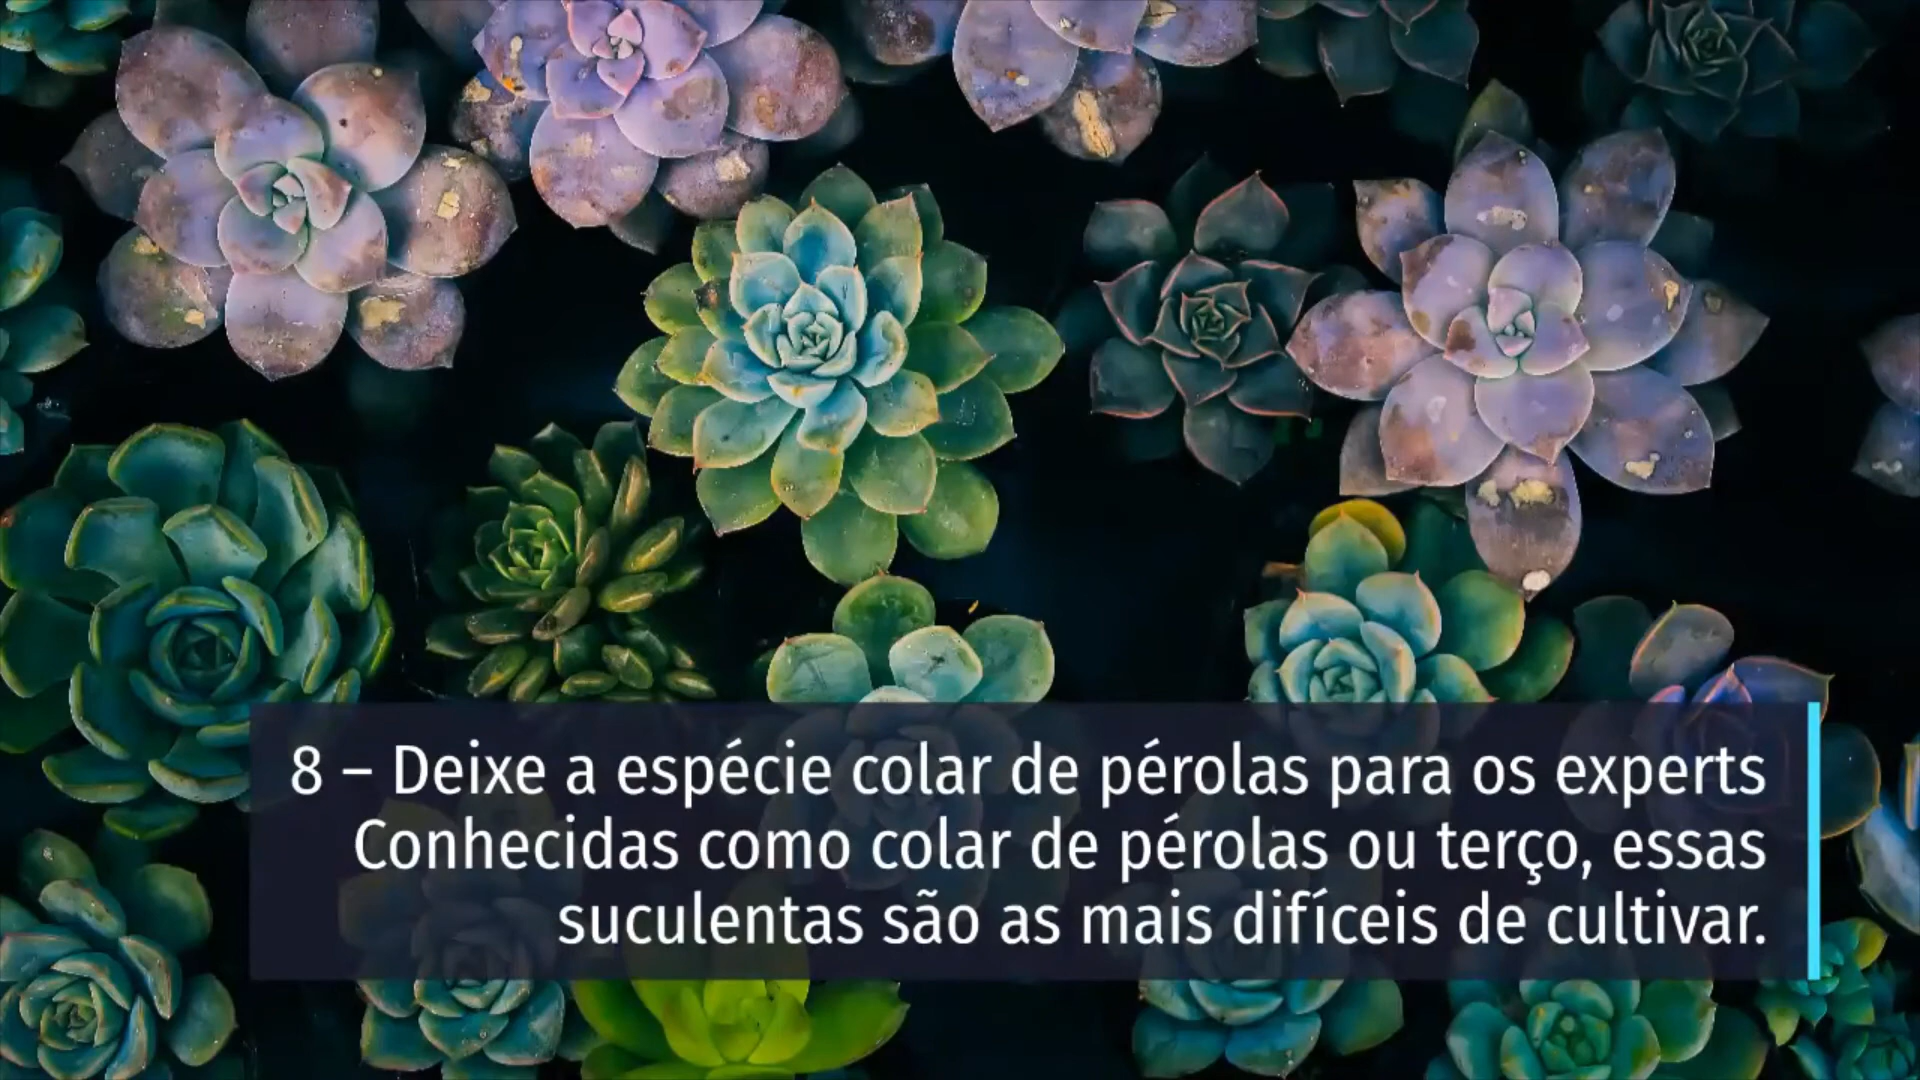 8 – Deixe a espécie colar de pérolas para os experts
Conhecidas como colar de pérolas ou terço, essas
suculentas são as mais difíceis de cultivar.